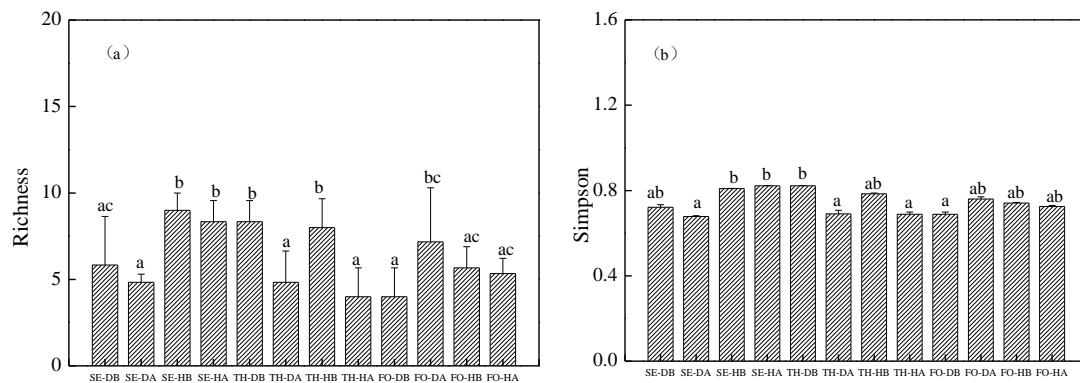 20
15
10
5
0
Richness
（a）
ac
a
b
b
b
a
b
a
a
bc
ac
ac
SE-DB SE-DA SE-HB SE-HA TH-DB TH-DA TH-HB TH-HA FO-DB FO-DA FO-HB FO-HA
1.6
1.2
0.8
0.4
0.0
Simpson
（b）
ab
a
b
b
b
a
ab
a
a
ab
ab
ab
SE-DB SE-DA SE-HB SE-HA TH-DB TH-DA TH-HB TH-HA FO-DB FO-DA FO-HB FO-HA